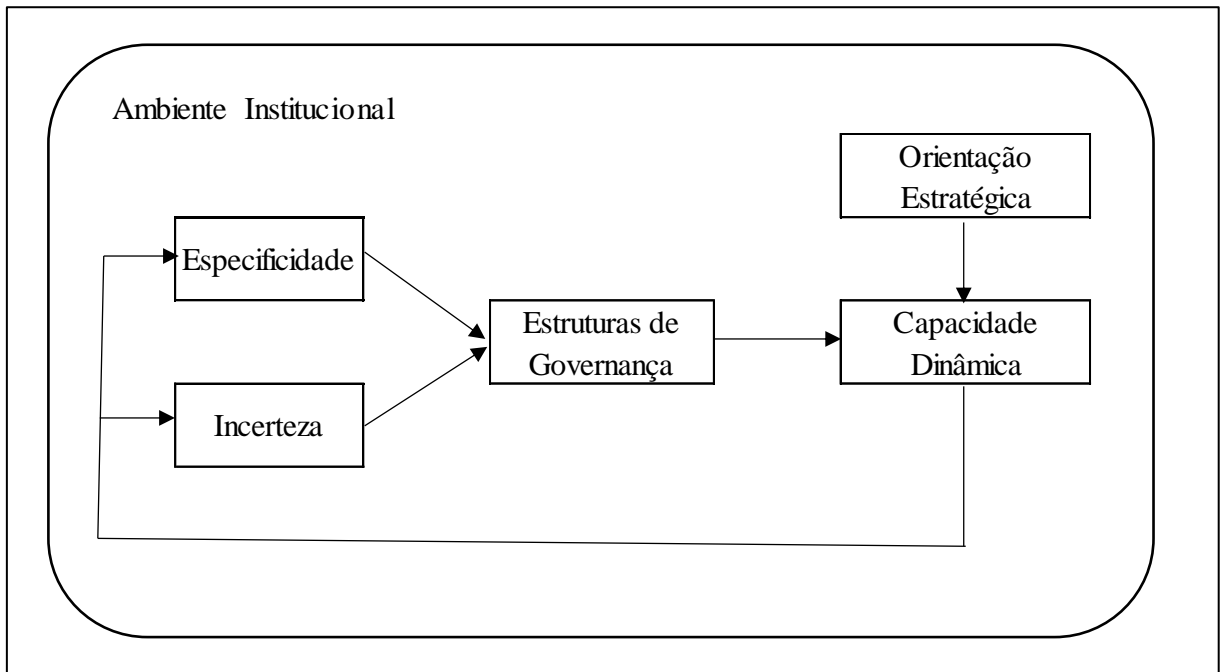 Ambiente Institucional
Orientação
Estratégica
Especificidade
Estruturas de
Governança
Capacidade
Dinâmica
Incerteza